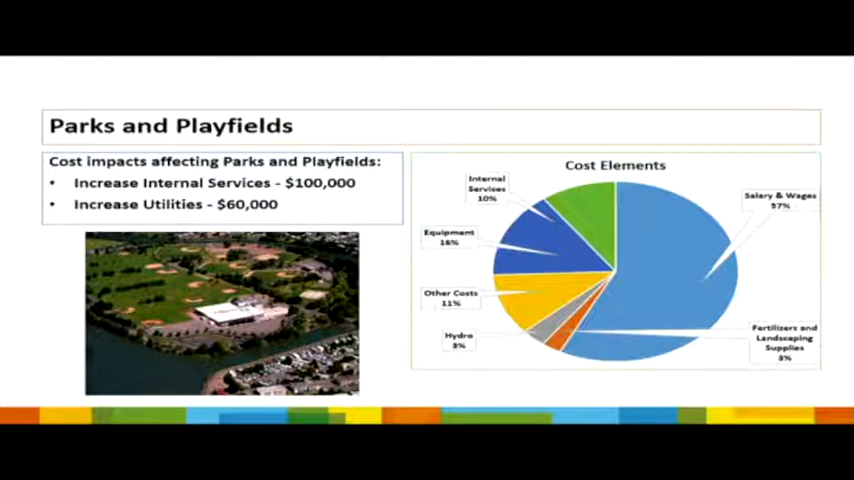 Parks and Playfields
Cost impacts affecting Parks and Playfields:
• Increase Internal Services - $100,000
• Increase Utilities - $60,000
Cost Elements
Internal
Services
10%
Salary & Wages
57%
Equipment
16%
Other Costs
11%
Hydro
3%
Fertilizers and
Landscaping
Supplies
3%